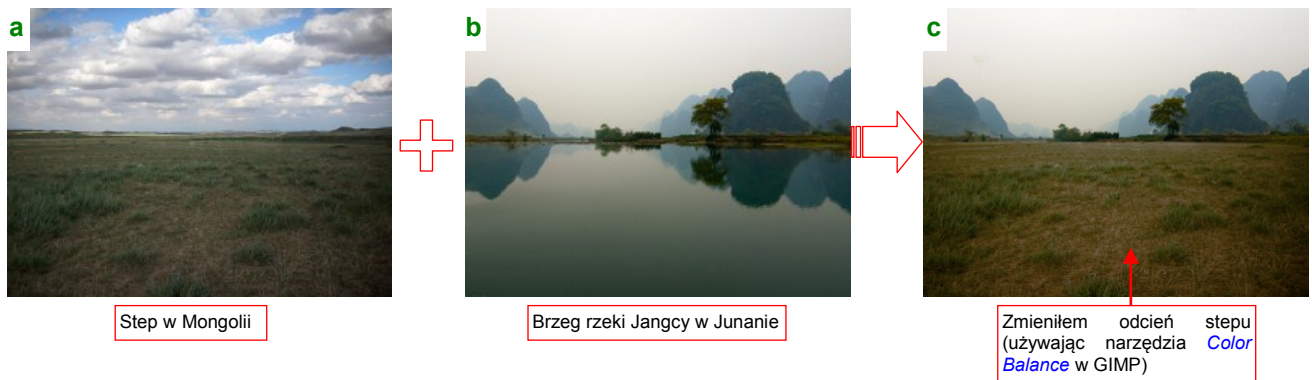 a
b
c
Step w Mongolii
Brzeg rzeki Jangcy w Junanie
Zmieniłem odcień stepu
(używając narzędzia Color
Balance w GIMP)